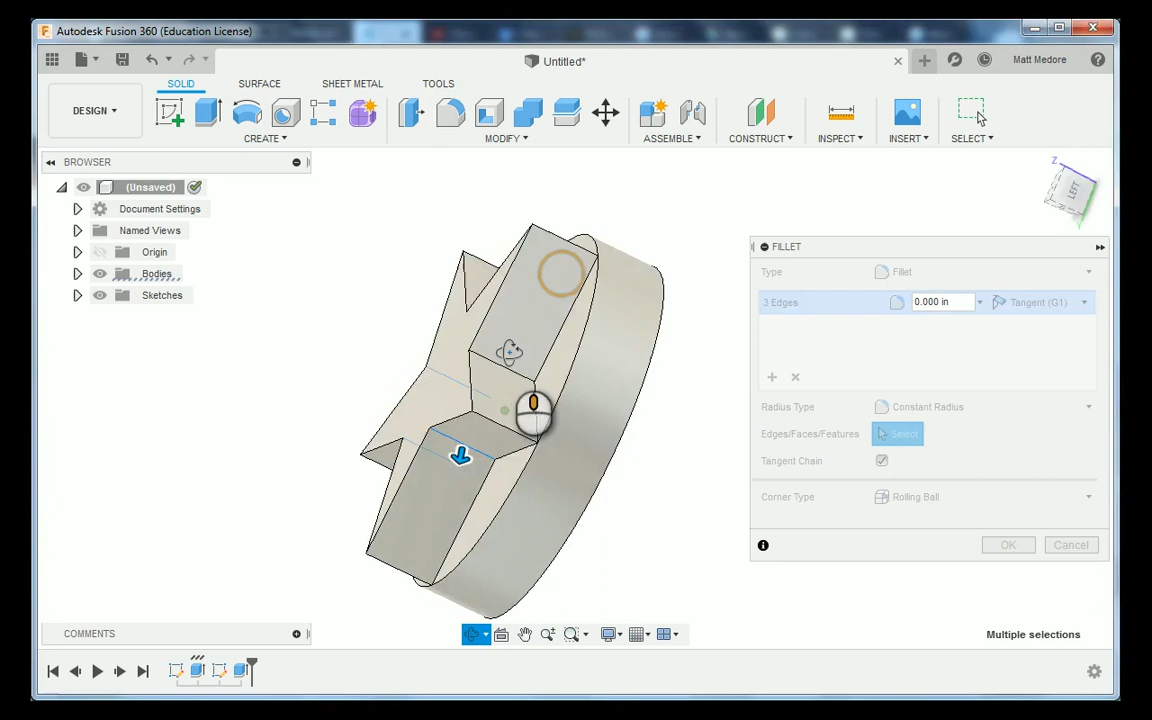 Autodesk Fusion 360 (Education License)
Untitled*
Matt Medore
SOLID SURFACE SHEET METAL TOOLS
DESIGN
CREATE MODIFY ASSEMBLE CONSTRUCT INSPECT INSERT SELECT
BROWSER
(Unsaved)
Document Settings
Named Views
Origin
Bodies
Sketches
Z
LEFT
Y
FILLET
Type Fillet
3 Edges 0.000 in Tangent (G1)
Radius Type Constant Radius
Edges/Faces/Features Select
Tangent Chain
Corner Type Rolling Ball
OK Cancel
COMMENTS
Multiple selections